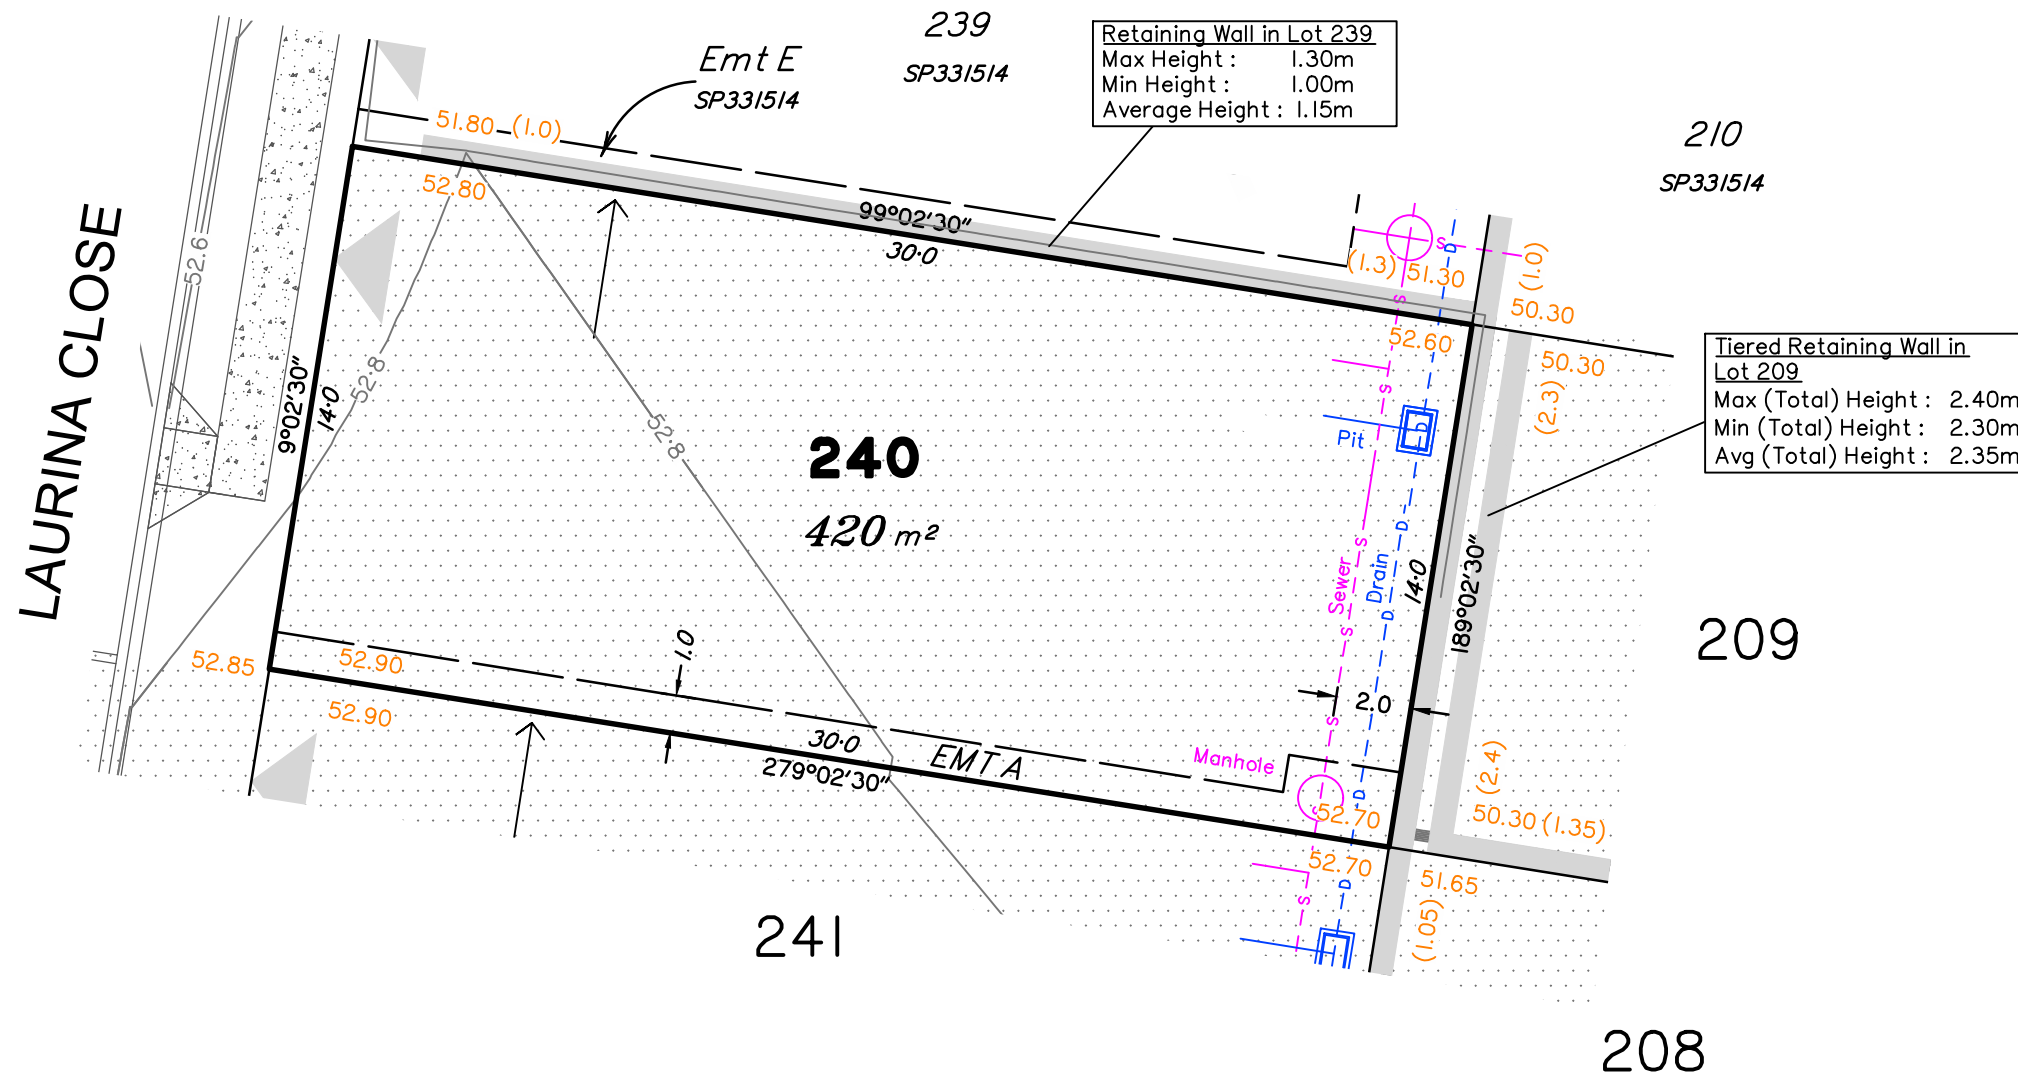 239
SP331514
Emt E
SP331514
Retaining Wall in Lot 239
Max Height : 1.30m
Min Height : 1.00m
Average Height : 1.15m
210
SP331514
51.80 (1.0)
52.80
99°02'30"
30·0
S
D
(1.3) 51.30
(1.0)
50.30
52.60
50.30
(2.3)
Tiered Retaining Wall in
Lot 209
Max (Total) Height : 2.40m
Min (Total) Height : 2.30m
Avg (Total) Height : 2.35m
LAURINA CLOSE
52.6
52.8
52.8
9°02'30"
14·0
240
420 m²
S
S
Pit
D
S
D
Sewer
Drain
S
D
14·0
189°02'30"
209
52.85
52.90
52.90
1.0
30·0
279°02'30"
EMT A
2.0
S
Manhole
D
S
52.70
52.70
(2.4)
50.30 (1.35)
51.65
(1.05)
D
S
241
208